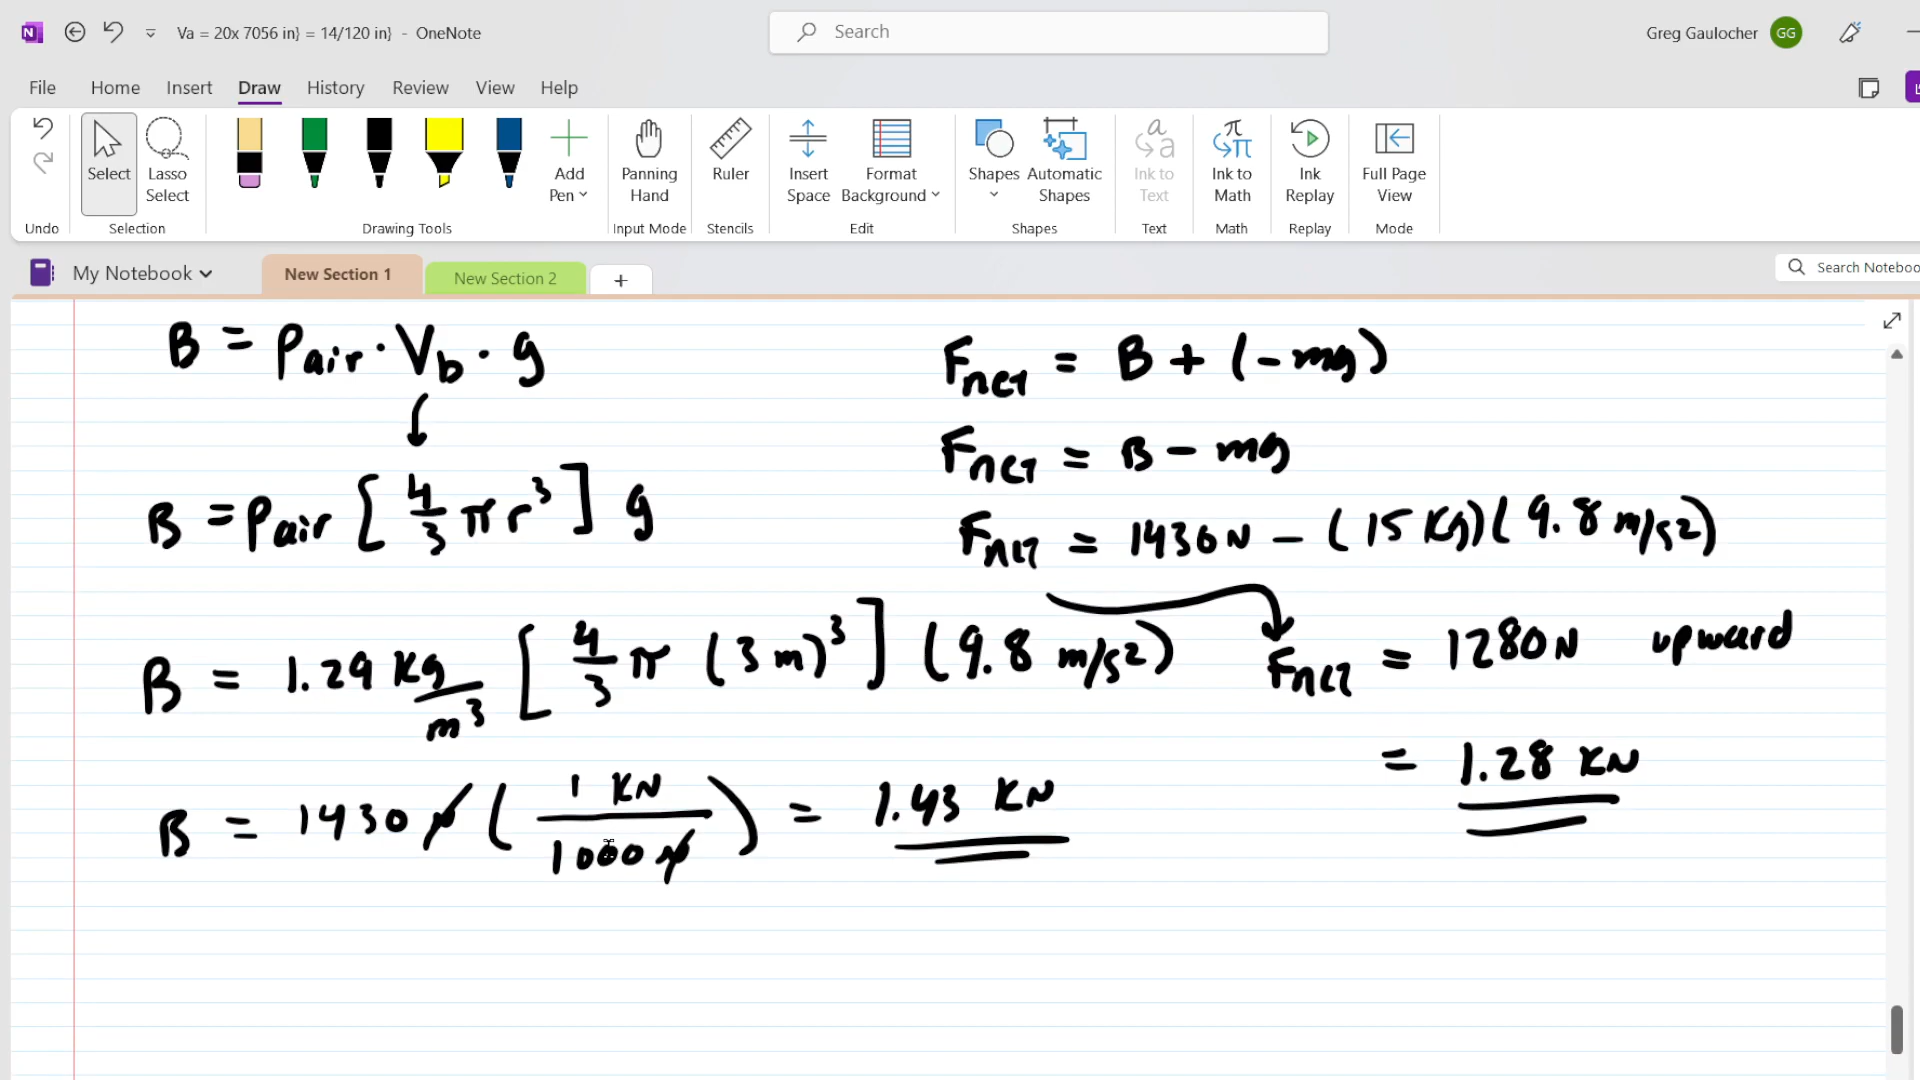 Va = 20x 7056 in} = 14/120 in} - OneNote
Search
Greg Gaulocher GG
File Home Insert Draw History Review View Help
Select
Lasso Select
Add Pen
Panning Hand
Ruler
Insert Space
Format Background
Shapes
Automatic Shapes
Ink to Text
Ink to Math
Ink Replay
Full Page View
Undo Selection Drawing Tools Input Mode Stencils Edit Shapes Text Math Replay Mode
My Notebook New Section 1 New Section 2 + Search Noteboo
B = Pair · Vb · g
B = Pair [ 4/3 πr³ ] g
B = 1.29 Kg/m³ [ 4/3 π (3 m)³ ] (9.8 m/s²)
B = 1430 N ( 1 KN / 1000 N ) = 1.43 KN
Fnet = B + (-mg)
Fnet = B - mg
Fnet = 1430N - (15 Kg)(9.8 m/s²)
Fnet = 1280N upward
= 1.28 KN